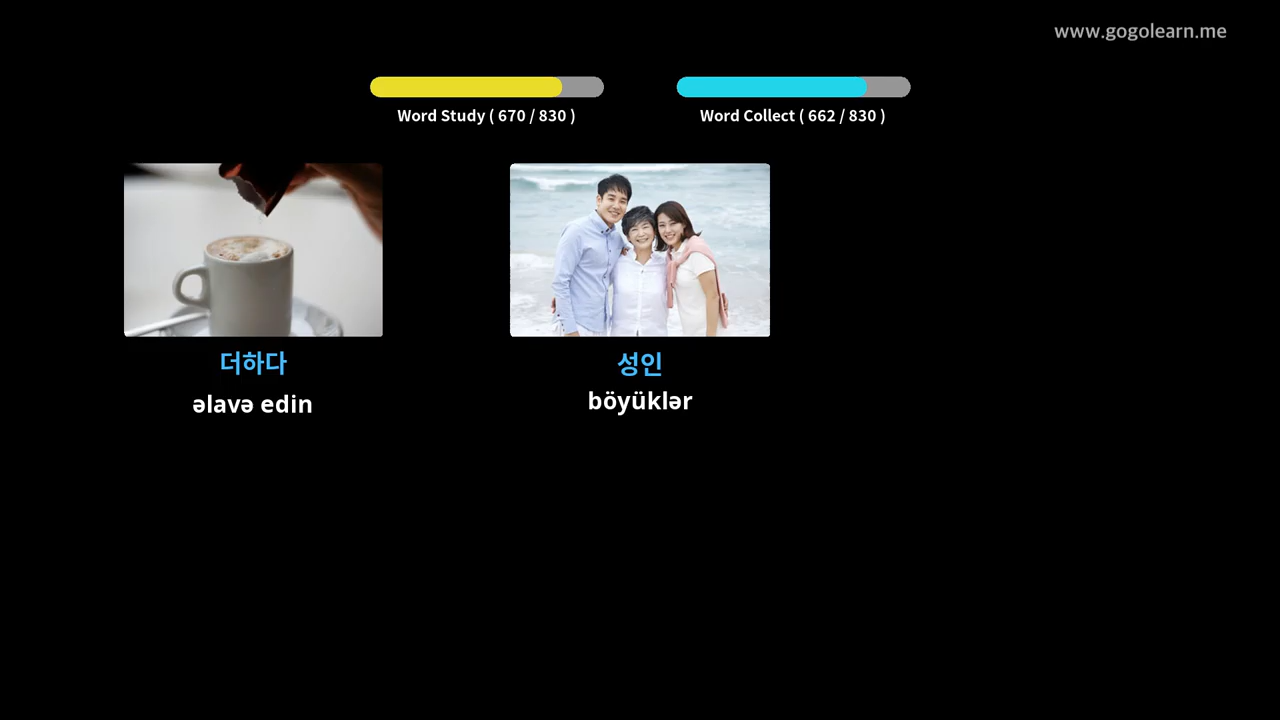 www.gogolearn.me
Word Study ( 670 / 830 )
Word Collect ( 662 / 830 )
더하다
əlavə edin
성인
böyüklər